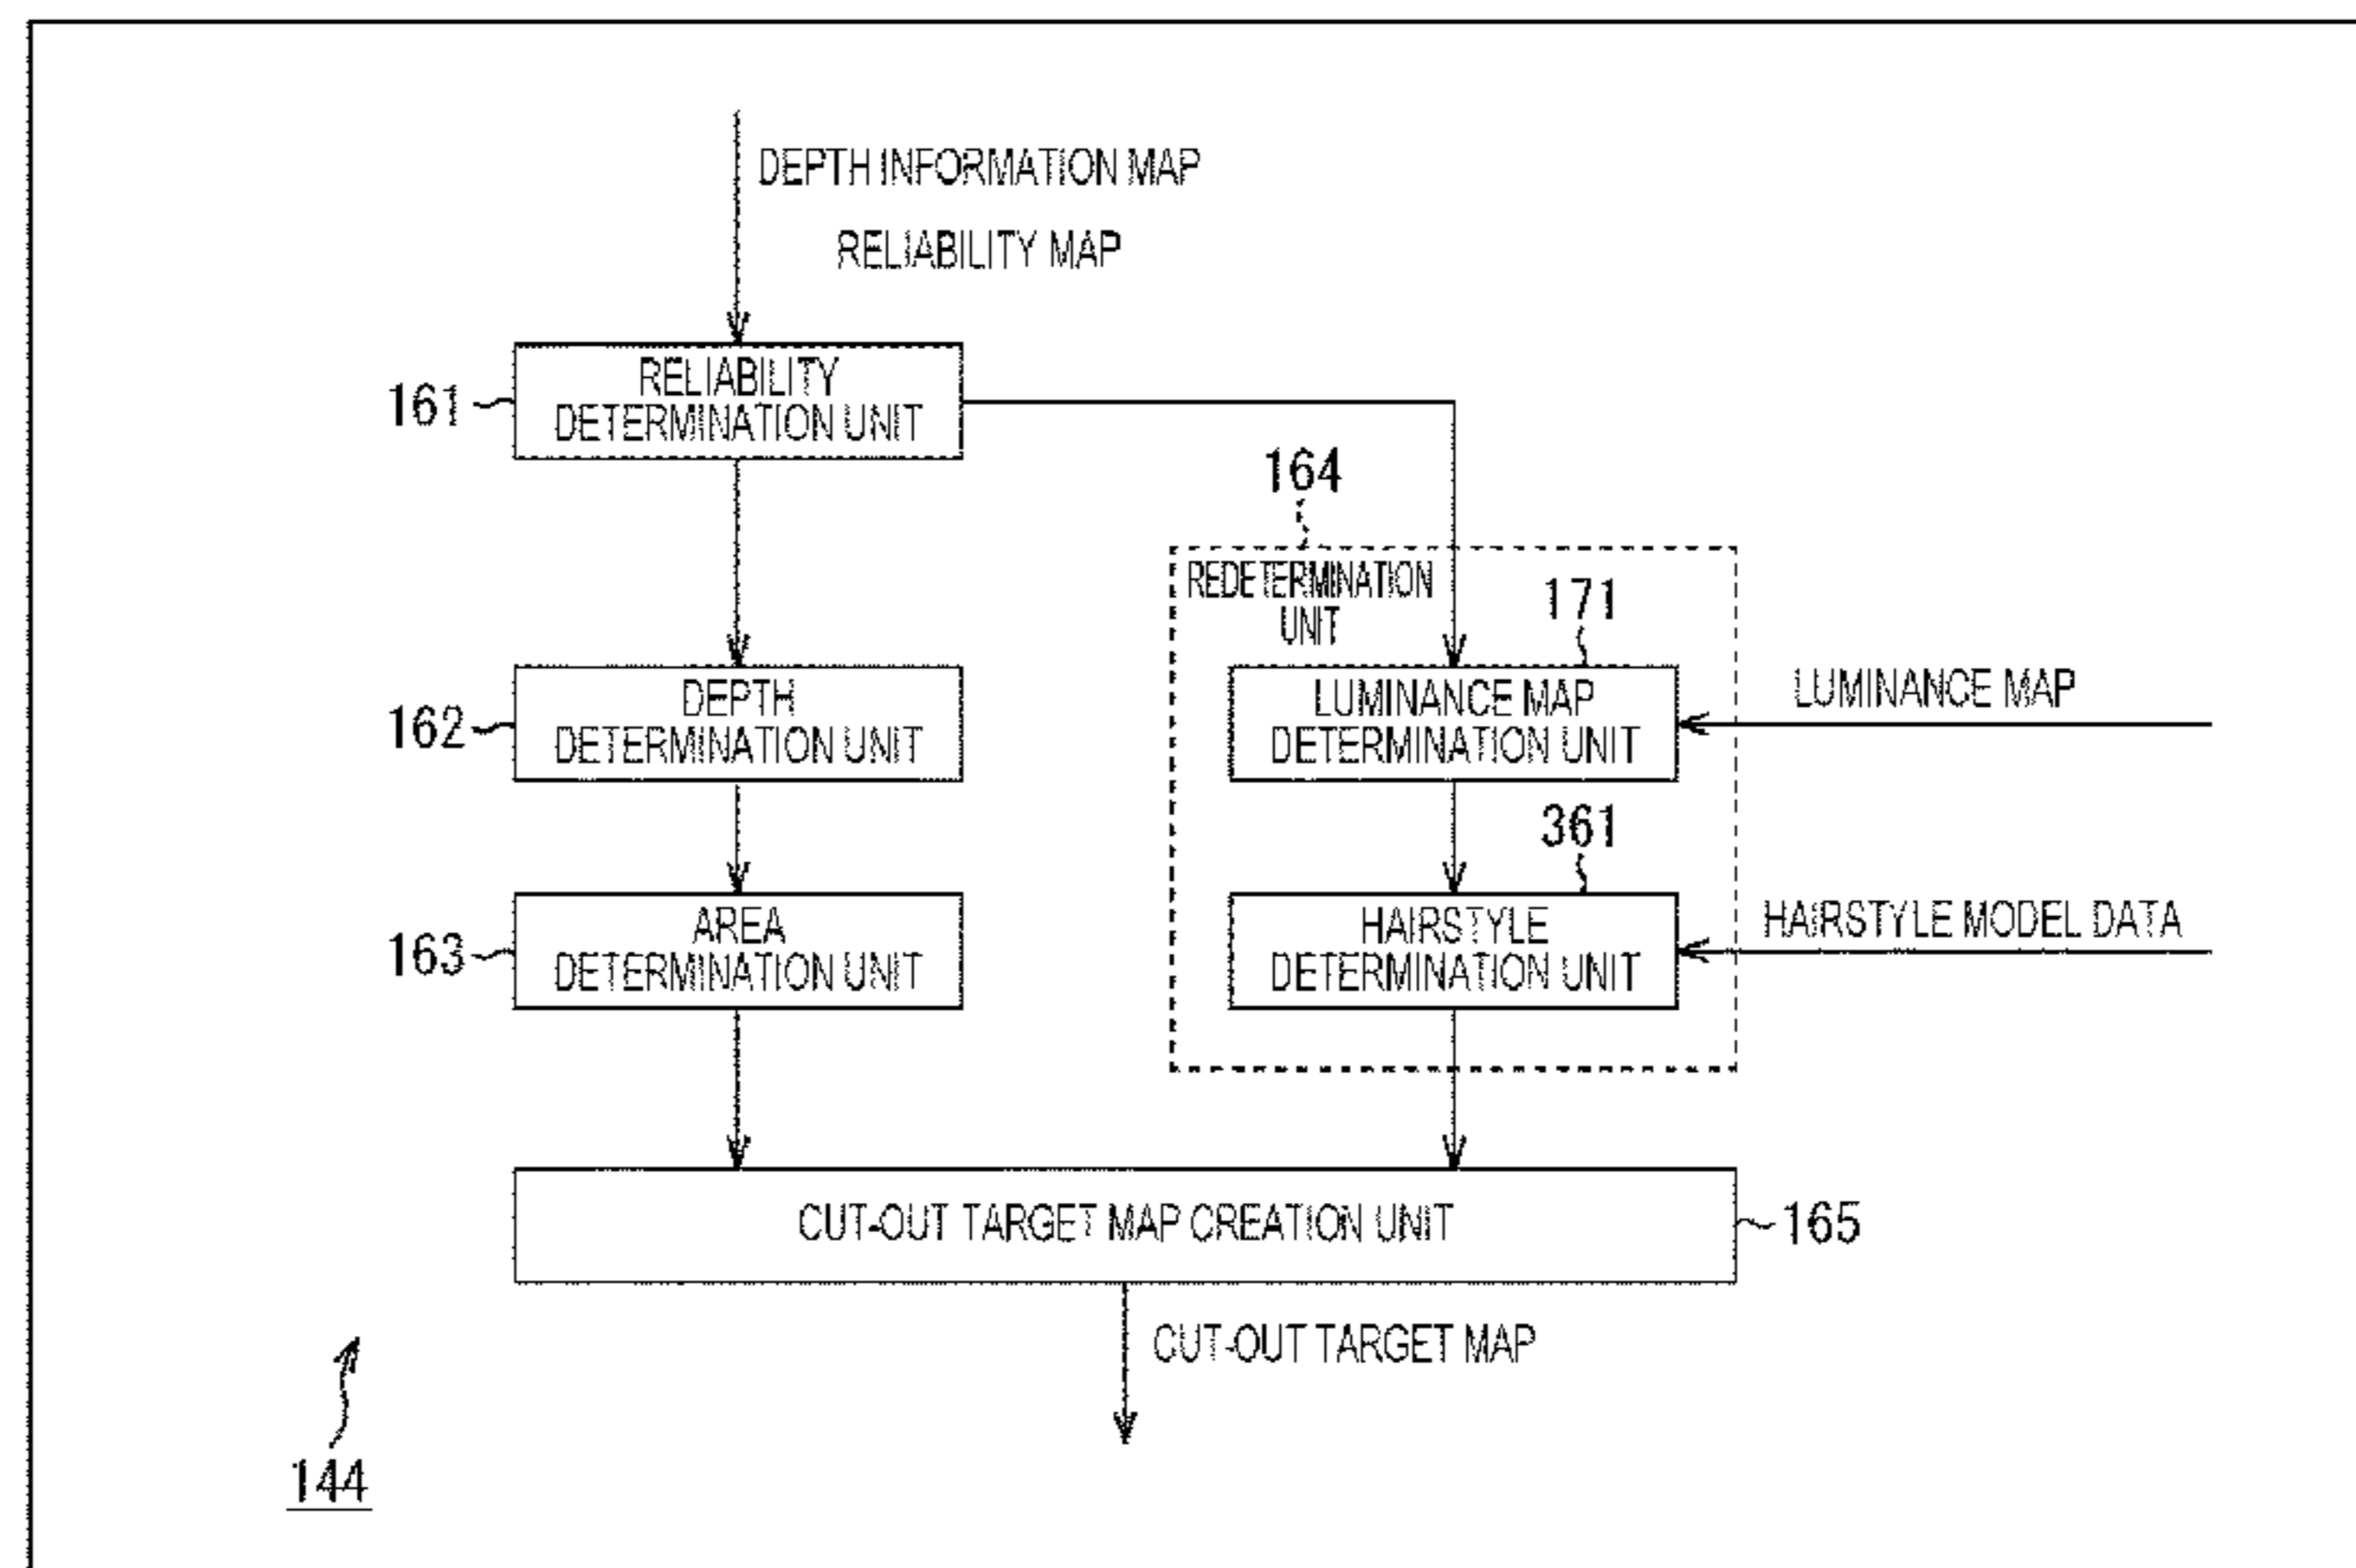 DEPTH INFORMATION MAP
RELIABILITY MAP
161
RELIABILITY
DETERMINATION UNIT
164
REDETERMINATION
UNIT
171
162
DEPTH
DETERMINATION UNIT
LUMINANCE MAP
DETERMINATION UNIT
LUMINANCE MAP
361
163
AREA
DETERMINATION UNIT
HAIRSTYLE
DETERMINATION UNIT
HAIRSTYLE MODEL DATA
CUT-OUT TARGET MAP CREATION UNIT
165
CUT-OUT TARGET MAP
144